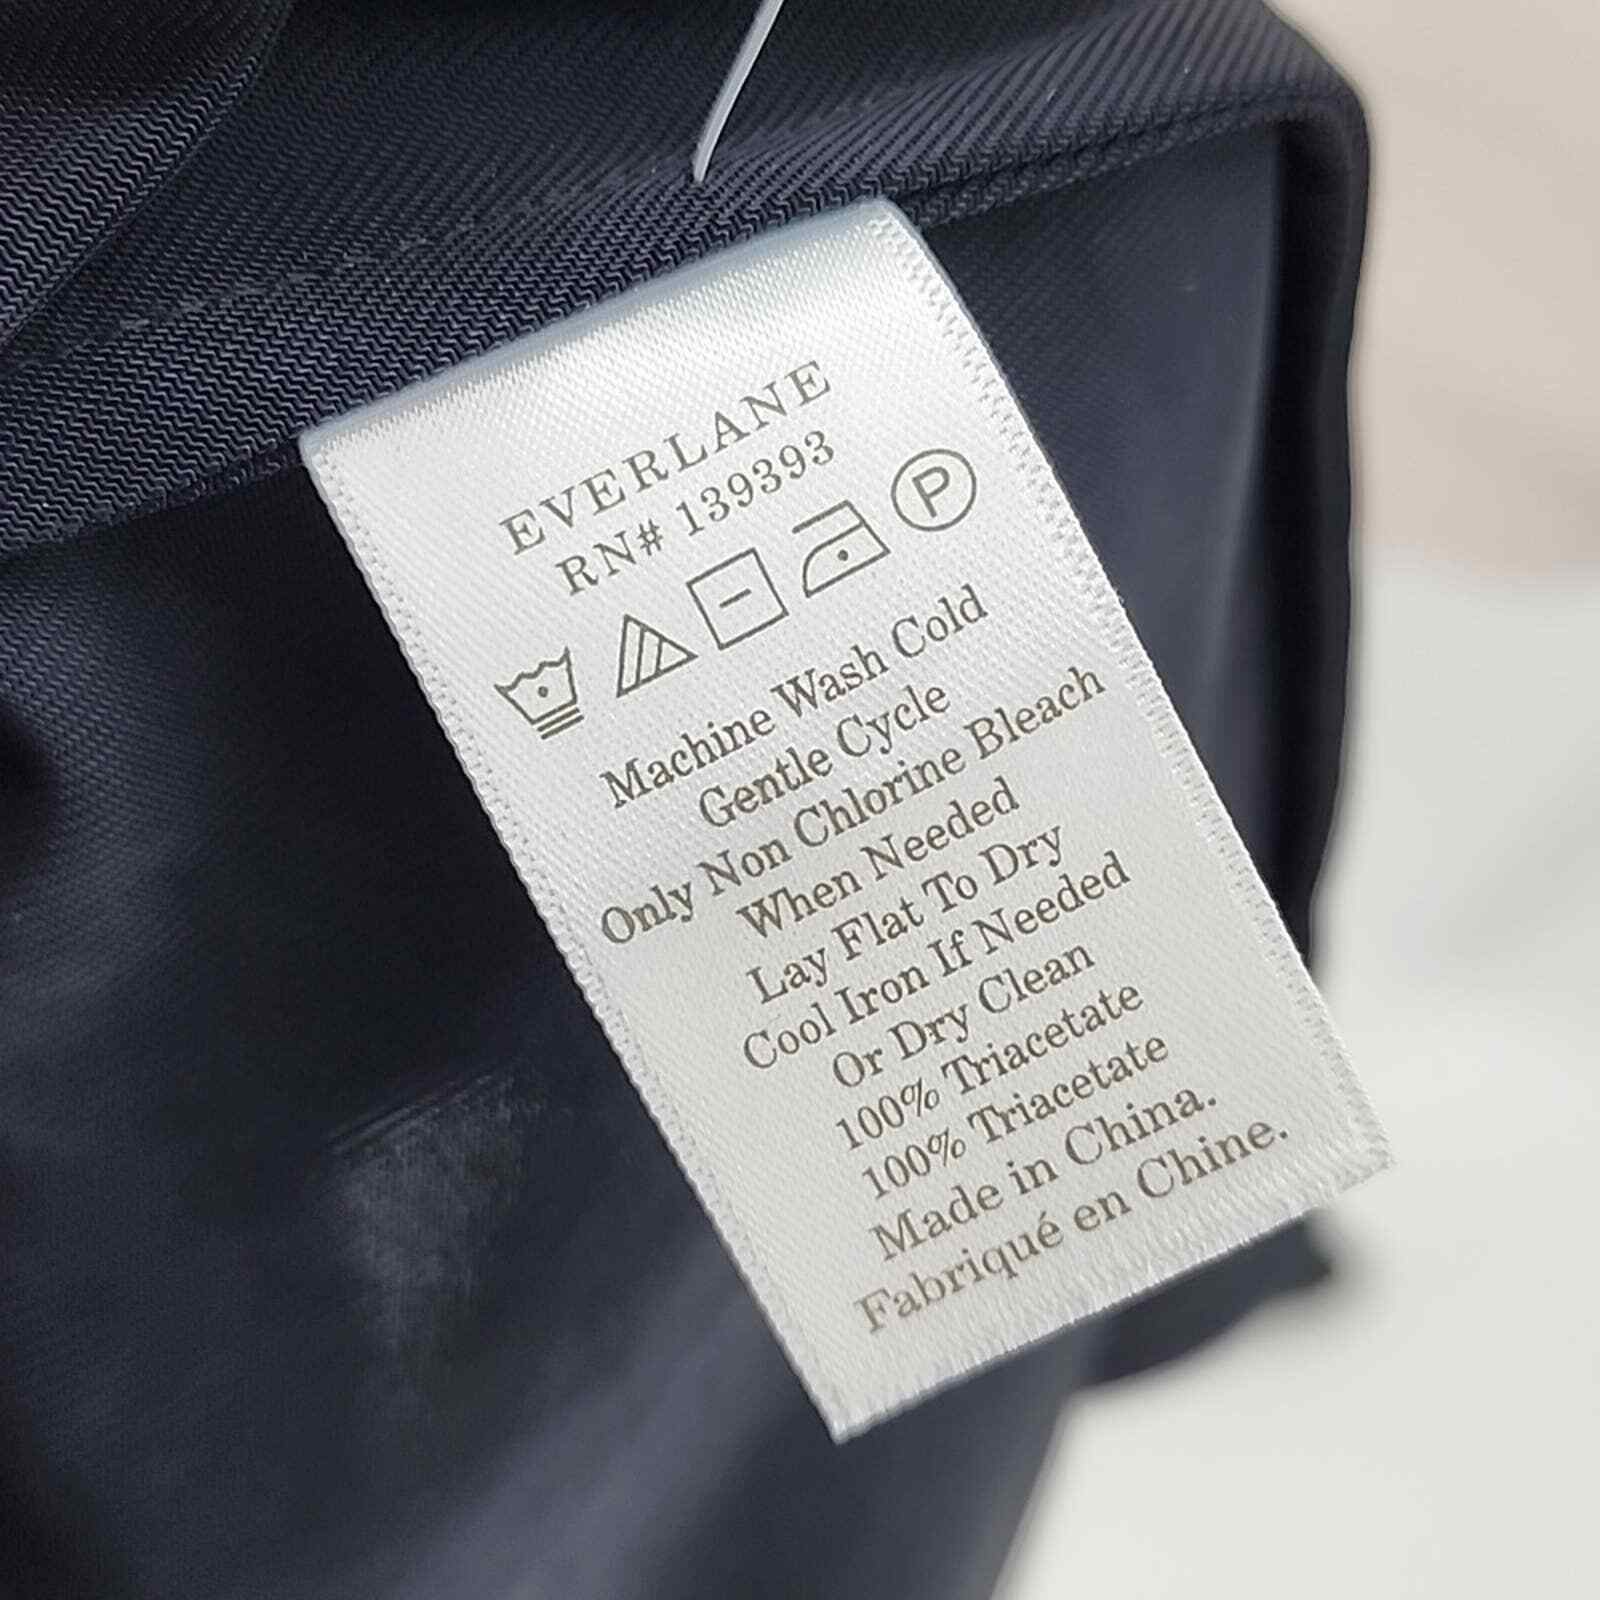 EVERLANE
RN# 139393
P
Machine Wash Cold
Gentle Cycle
Only Non Chlorine Bleach
When Needed
Lay Flat To Dry
Cool Iron If Needed
Or Dry Clean
100% Triacetate
100% Triacetate
Made in China.
Fabriqué en Chine.